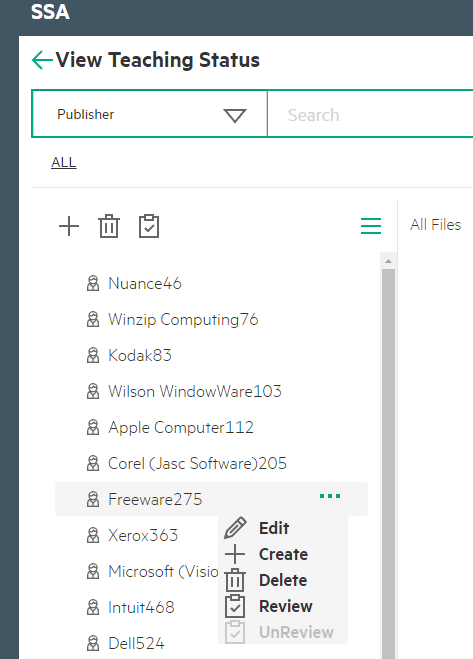 SSA
View Teaching Status
Publisher
Search
ALL
All Files
Nuance46
Winzip Computing76
Kodak83
Wilson WindowWare103
Apple Computer112
Corel (Jasc Software)205
Freeware275
Edit
Xerox363
Create
Microsoft (Visio
Delete
Intuit468
Review
UnReview
Dell524